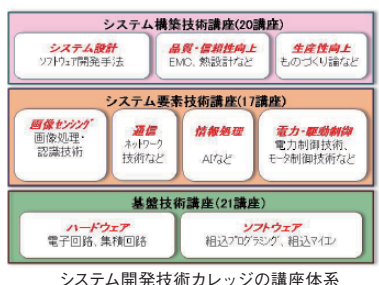 システム構築技術講座(20講座)
システム設計
ソフトウェア開発手法
品質・信頼性向上
EMC、熱設計など
生産性向上
ものづくり論など
システム要素技術講座(17講座)
画像センシング
画像処理・
認識技術
通信
ネットワーク
技術など
情報処理
AIなど
電力・駆動制御
電力制御技術、
モータ制御技術など
基盤技術講座(21講座)
ハードウェア
電子回路、集積回路
ソフトウェア
組込プログラミング、組込マイコン
システム開発技術カレッジの講座体系